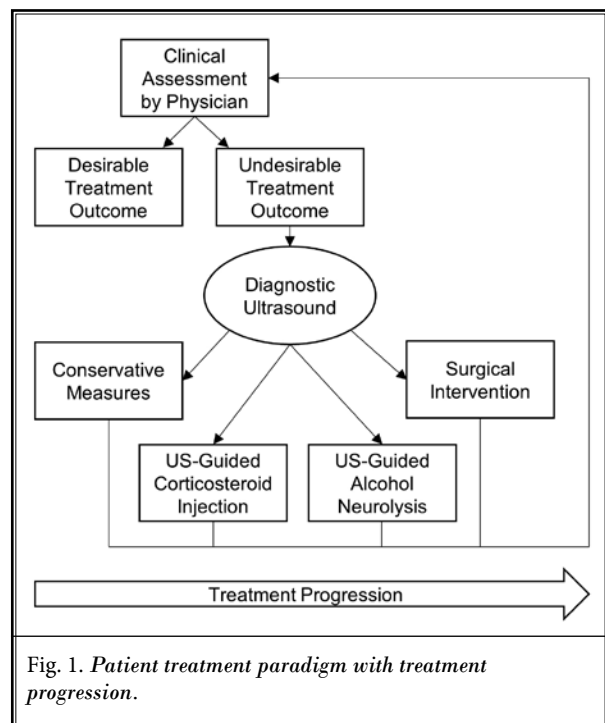 Clinical
Assessment
by Physician
Desirable
Treatment
Outcome
Undesirable
Treatment
Outcome
Diagnostic
Ultrasound
Conservative
Measures
Surgical
Intervention
US-Guided
Corticosteroid
Injection
US-Guided
Alcohol
Neurolysis
Treatment Progression
Fig. 1. Patient treatment paradigm with treatment
progression.